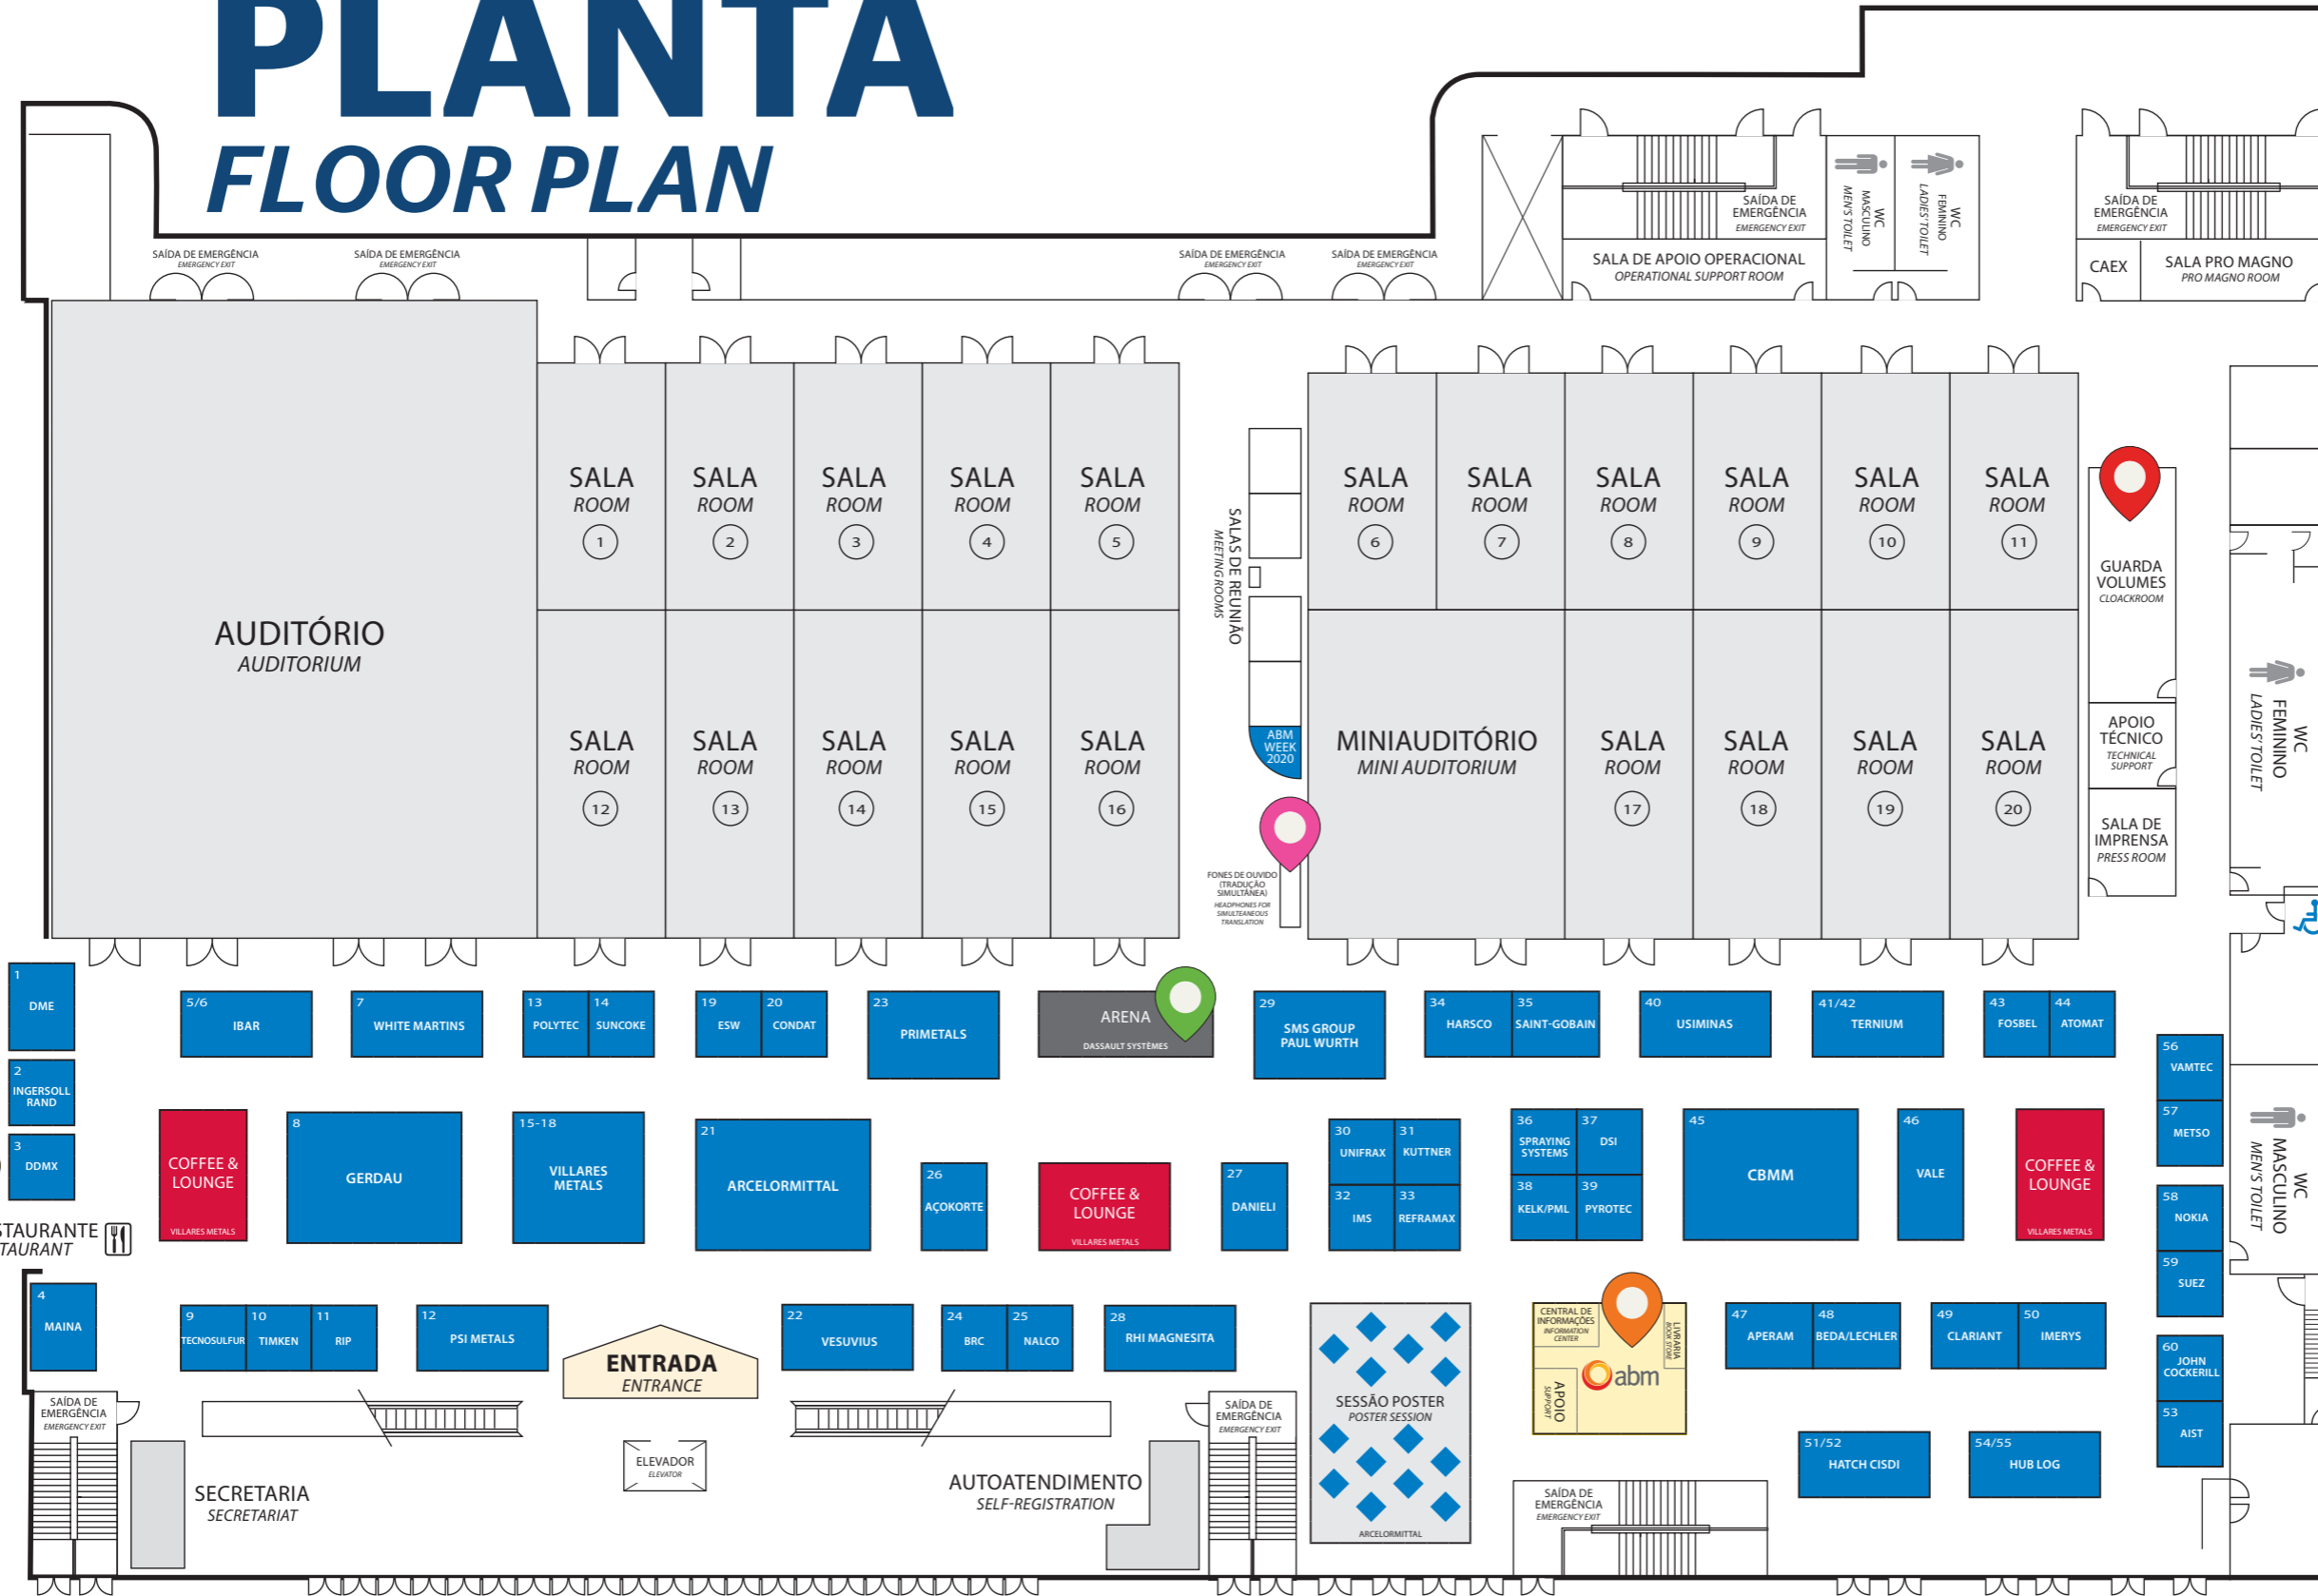 PLANTA
FLOOR PLAN
SAÍDA DE EMERGÊNCIA
EMERGENCY EXIT
SAÍDA DE EMERGÊNCIA
EMERGENCY EXIT
SAÍDA DE EMERGÊNCIA
EMERGENCY EXIT
SAÍDA DE EMERGÊNCIA
EMERGENCY EXIT
SAÍDA DE
EMERGÊNCIA
EMERGENCY EXIT
SALA DE APOIO OPERACIONAL
OPERATIONAL SUPPORT ROOM
WC
MASCULINO
MEN'S TOILET
WC
FEMININO
LADIES' TOILET
SAÍDA DE
EMERGÊNCIA
EMERGENCY EXIT
CAEX
SALA PRO MAGNO
PRO MAGNO ROOM
AUDITÓRIO
AUDITORIUM
SALA
ROOM
1
SALA
ROOM
2
SALA
ROOM
3
SALA
ROOM
4
SALA
ROOM
5
SALAS DE REUNIÃO
MEETING ROOMS
SALA
ROOM
6
SALA
ROOM
7
SALA
ROOM
8
SALA
ROOM
9
SALA
ROOM
10
SALA
ROOM
11
GUARDA
VOLUMES
CLOACKROOM
SALA
ROOM
12
SALA
ROOM
13
SALA
ROOM
14
SALA
ROOM
15
SALA
ROOM
16
ABM
WEEK
2020
FONES DE OUVIDO
(TRADUÇÃO
SIMULTÂNEA)
HEADPHONES FOR
SIMULTEANEOUS
TRANSLATION
MINIAUDITÓRIO
MINI AUDITORIUM
SALA
ROOM
17
SALA
ROOM
18
SALA
ROOM
19
SALA
ROOM
20
APOIO
TÉCNICO
TECHNICAL
SUPPORT
SALA DE
IMPRENSA
PRESS ROOM
WC
FEMININO
LADIES' TOILET
1
DME
5/6
IBAR
7
WHITE MARTINS
13
POLYTEC
14
SUNCOKE
19
ESW
20
CONDAT
23
PRIMETALS
ARENA
DASSAULT SYSTÈMES
29
SMS GROUP
PAUL WURTH
34
HARSCO
35
SAINT-GOBAIN
40
USIMINAS
41/42
TERNIUM
43
FOSBEL
44
ATOMAT
56
VAMTEC
57
METSO
2
INGERSOLL
RAND
3
DDMX
COFFEE &
LOUNGE
VILLARES METALS
8
GERDAU
15-18
VILLARES
METALS
21
ARCELORMITTAL
26
AÇOKORTE
COFFEE &
LOUNGE
VILLARES METALS
27
DANIELI
30
UNIFRAX
31
KUTTNER
32
IMS
33
REFRAMAX
36
SPRAYING
SYSTEMS
37
DSI
38
KELK/PML
39
PYROTEC
45
CBMM
46
VALE
COFFEE &
LOUNGE
VILLARES METALS
58
NOKIA
59
SUEZ
WC
MASCULINO
MEN'S TOILET
STAURANTE
TAURANT
4
MAINA
9
TECNOSULFUR
10
TIMKEN
11
RIP
12
PSI METALS
ENTRADA
ENTRANCE
22
VESUVIUS
24
BRC
25
NALCO
28
RHI MAGNESITA
SESSÃO POSTER
POSTER SESSION
ARCELORMITTAL
CENTRAL DE
INFORMAÇÕES
INFORMATION
CENTER
LIVRARIA
BOOK STORE
APOIO
SUPPORT
abm
47
APERAM
48
BEDA/LECHLER
49
CLARIANT
50
IMERYS
60
JOHN
COCKERILL
53
AIST
51/52
HATCH CISDI
54/55
HUB LOG
SAÍDA DE
EMERGÊNCIA
EMERGENCY EXIT
SECRETARIA
SECRETARIAT
ELEVADOR
ELEVATOR
AUTOATENDIMENTO
SELF-REGISTRATION
SAÍDA DE
EMERGÊNCIA
EMERGENCY EXIT
SAÍDA DE
EMERGÊNCIA
EMERGENCY EXIT